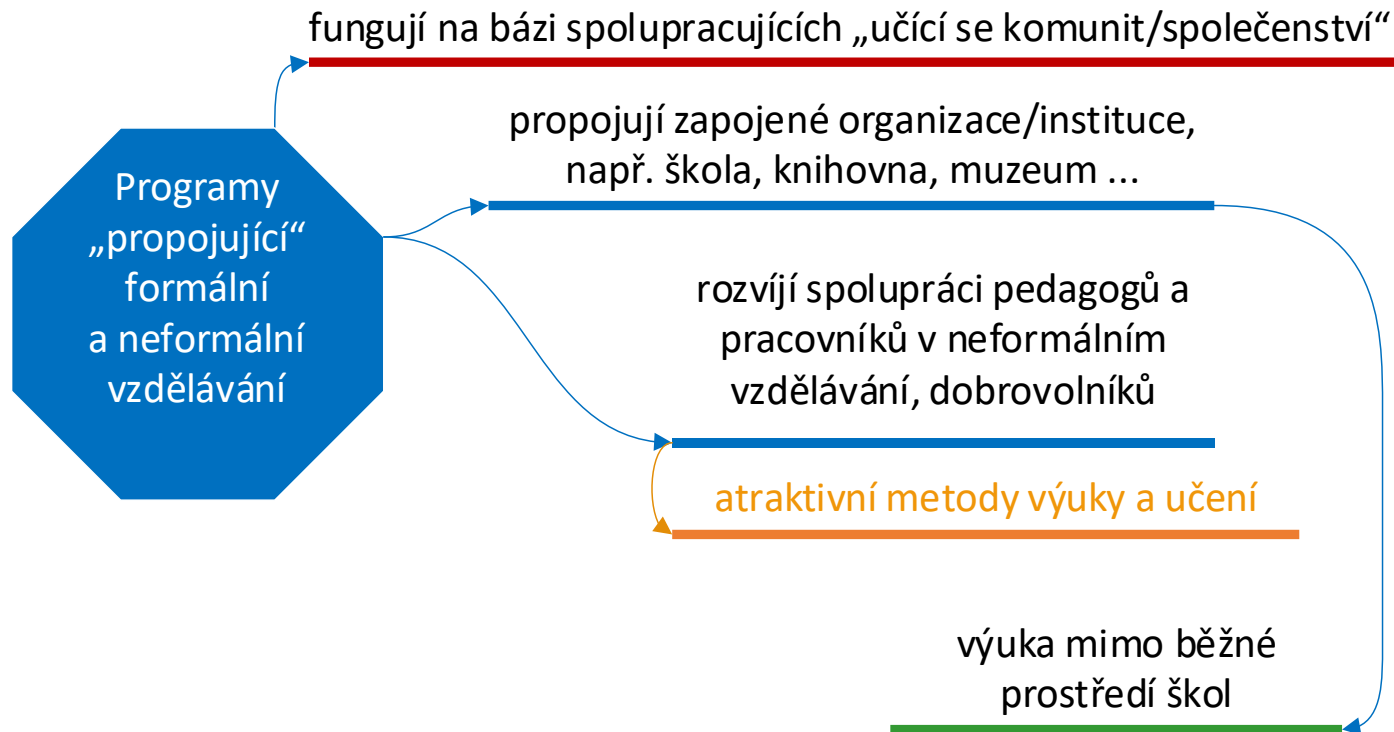 fungují na bázi spolupracujících „učící se komunit/společenství“
propojují zapojené organizace/instituce,
např. škola, knihovna, muzeum ...
Programy
„propojující“
formální
a neformální
vzdělávání
rozvíjí spolupráci pedagogů a
pracovníků v neformálním
vzdělávání, dobrovolníků
atraktivní metody výuky a učení
výuka mimo běžné
prostředí škol